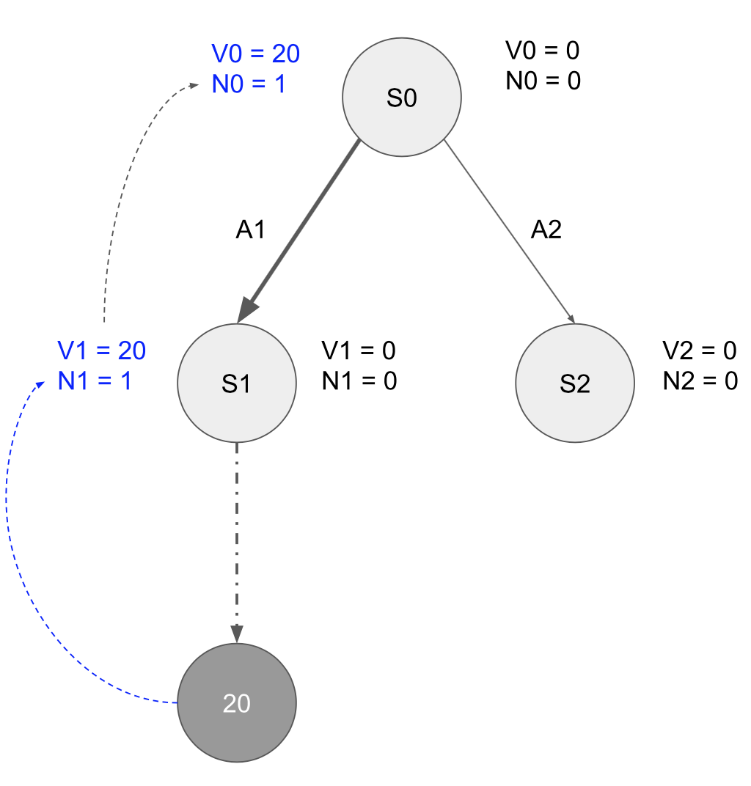 V0 = 20
N0 = 1
S0
V0 = 0
N0 = 0
A1
A2
V1 = 20
N1 = 1
S1
V1 = 0
N1 = 0
S2
V2 = 0
N2 = 0
20